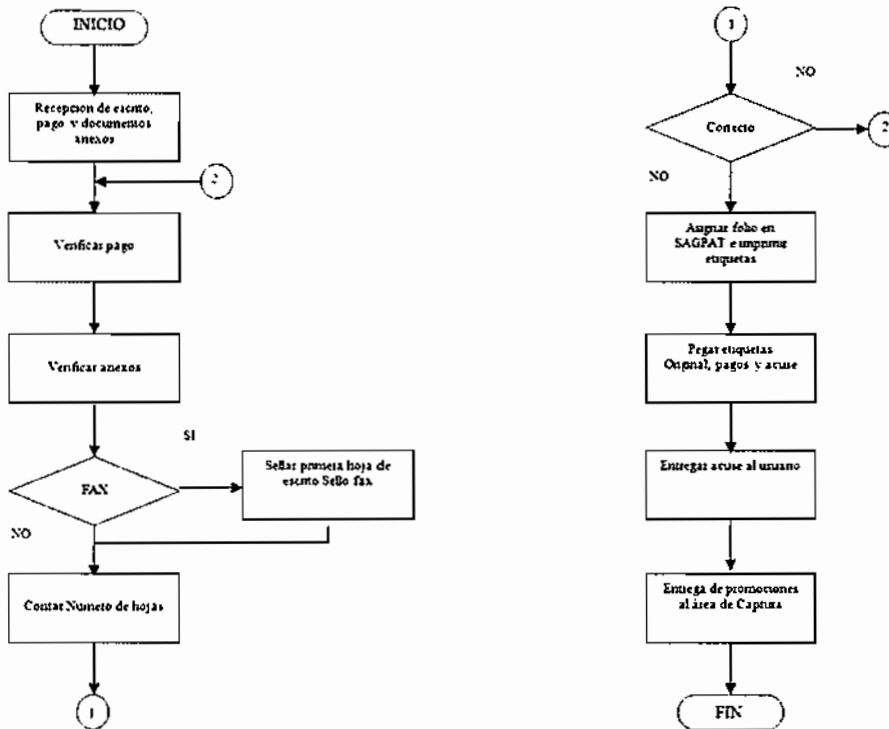 INICIO
Recepcion de escrito,
pago y documentos
anexos
2
Verificar pago
Verificar anexos
SI
FAX
Sellar primera hoja de
escrito Sello fax
NO
Contar Numero de hojas
1
1
NO
Correcto
2
NO
Asignar folio en
SAGPAT e imprimir
etiquetas
Pegar etiquetas
Original, pagos y acuse
Entregar acuse al usuario
Entrega de promociones
al área de Captura
FIN